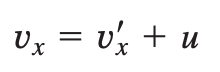 vₓ = v′ₓ + u